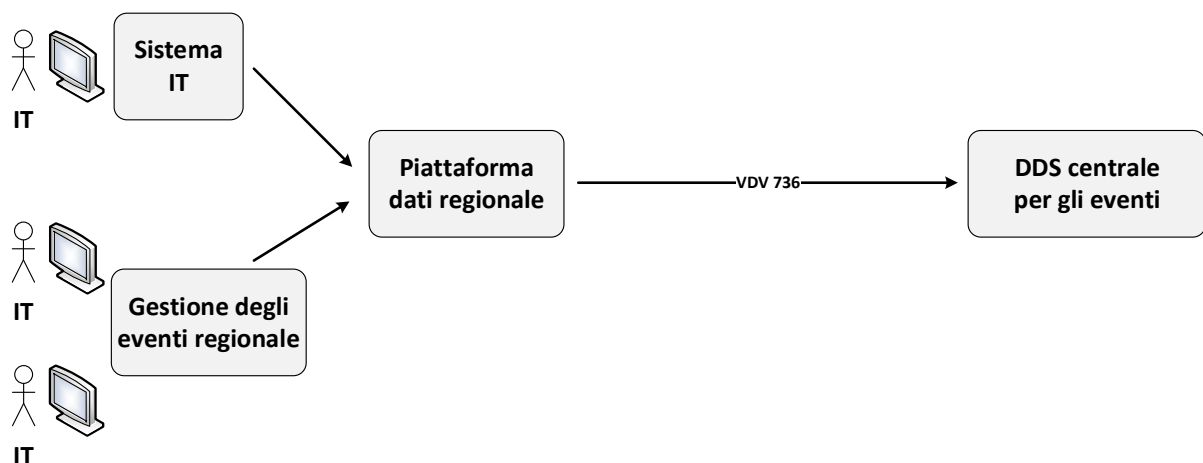 Sistema
IT
IT
Piattaforma
dati regionale
VDV 736
DDS centrale
per gli eventi
IT
Gestione degli
eventi regionale
IT